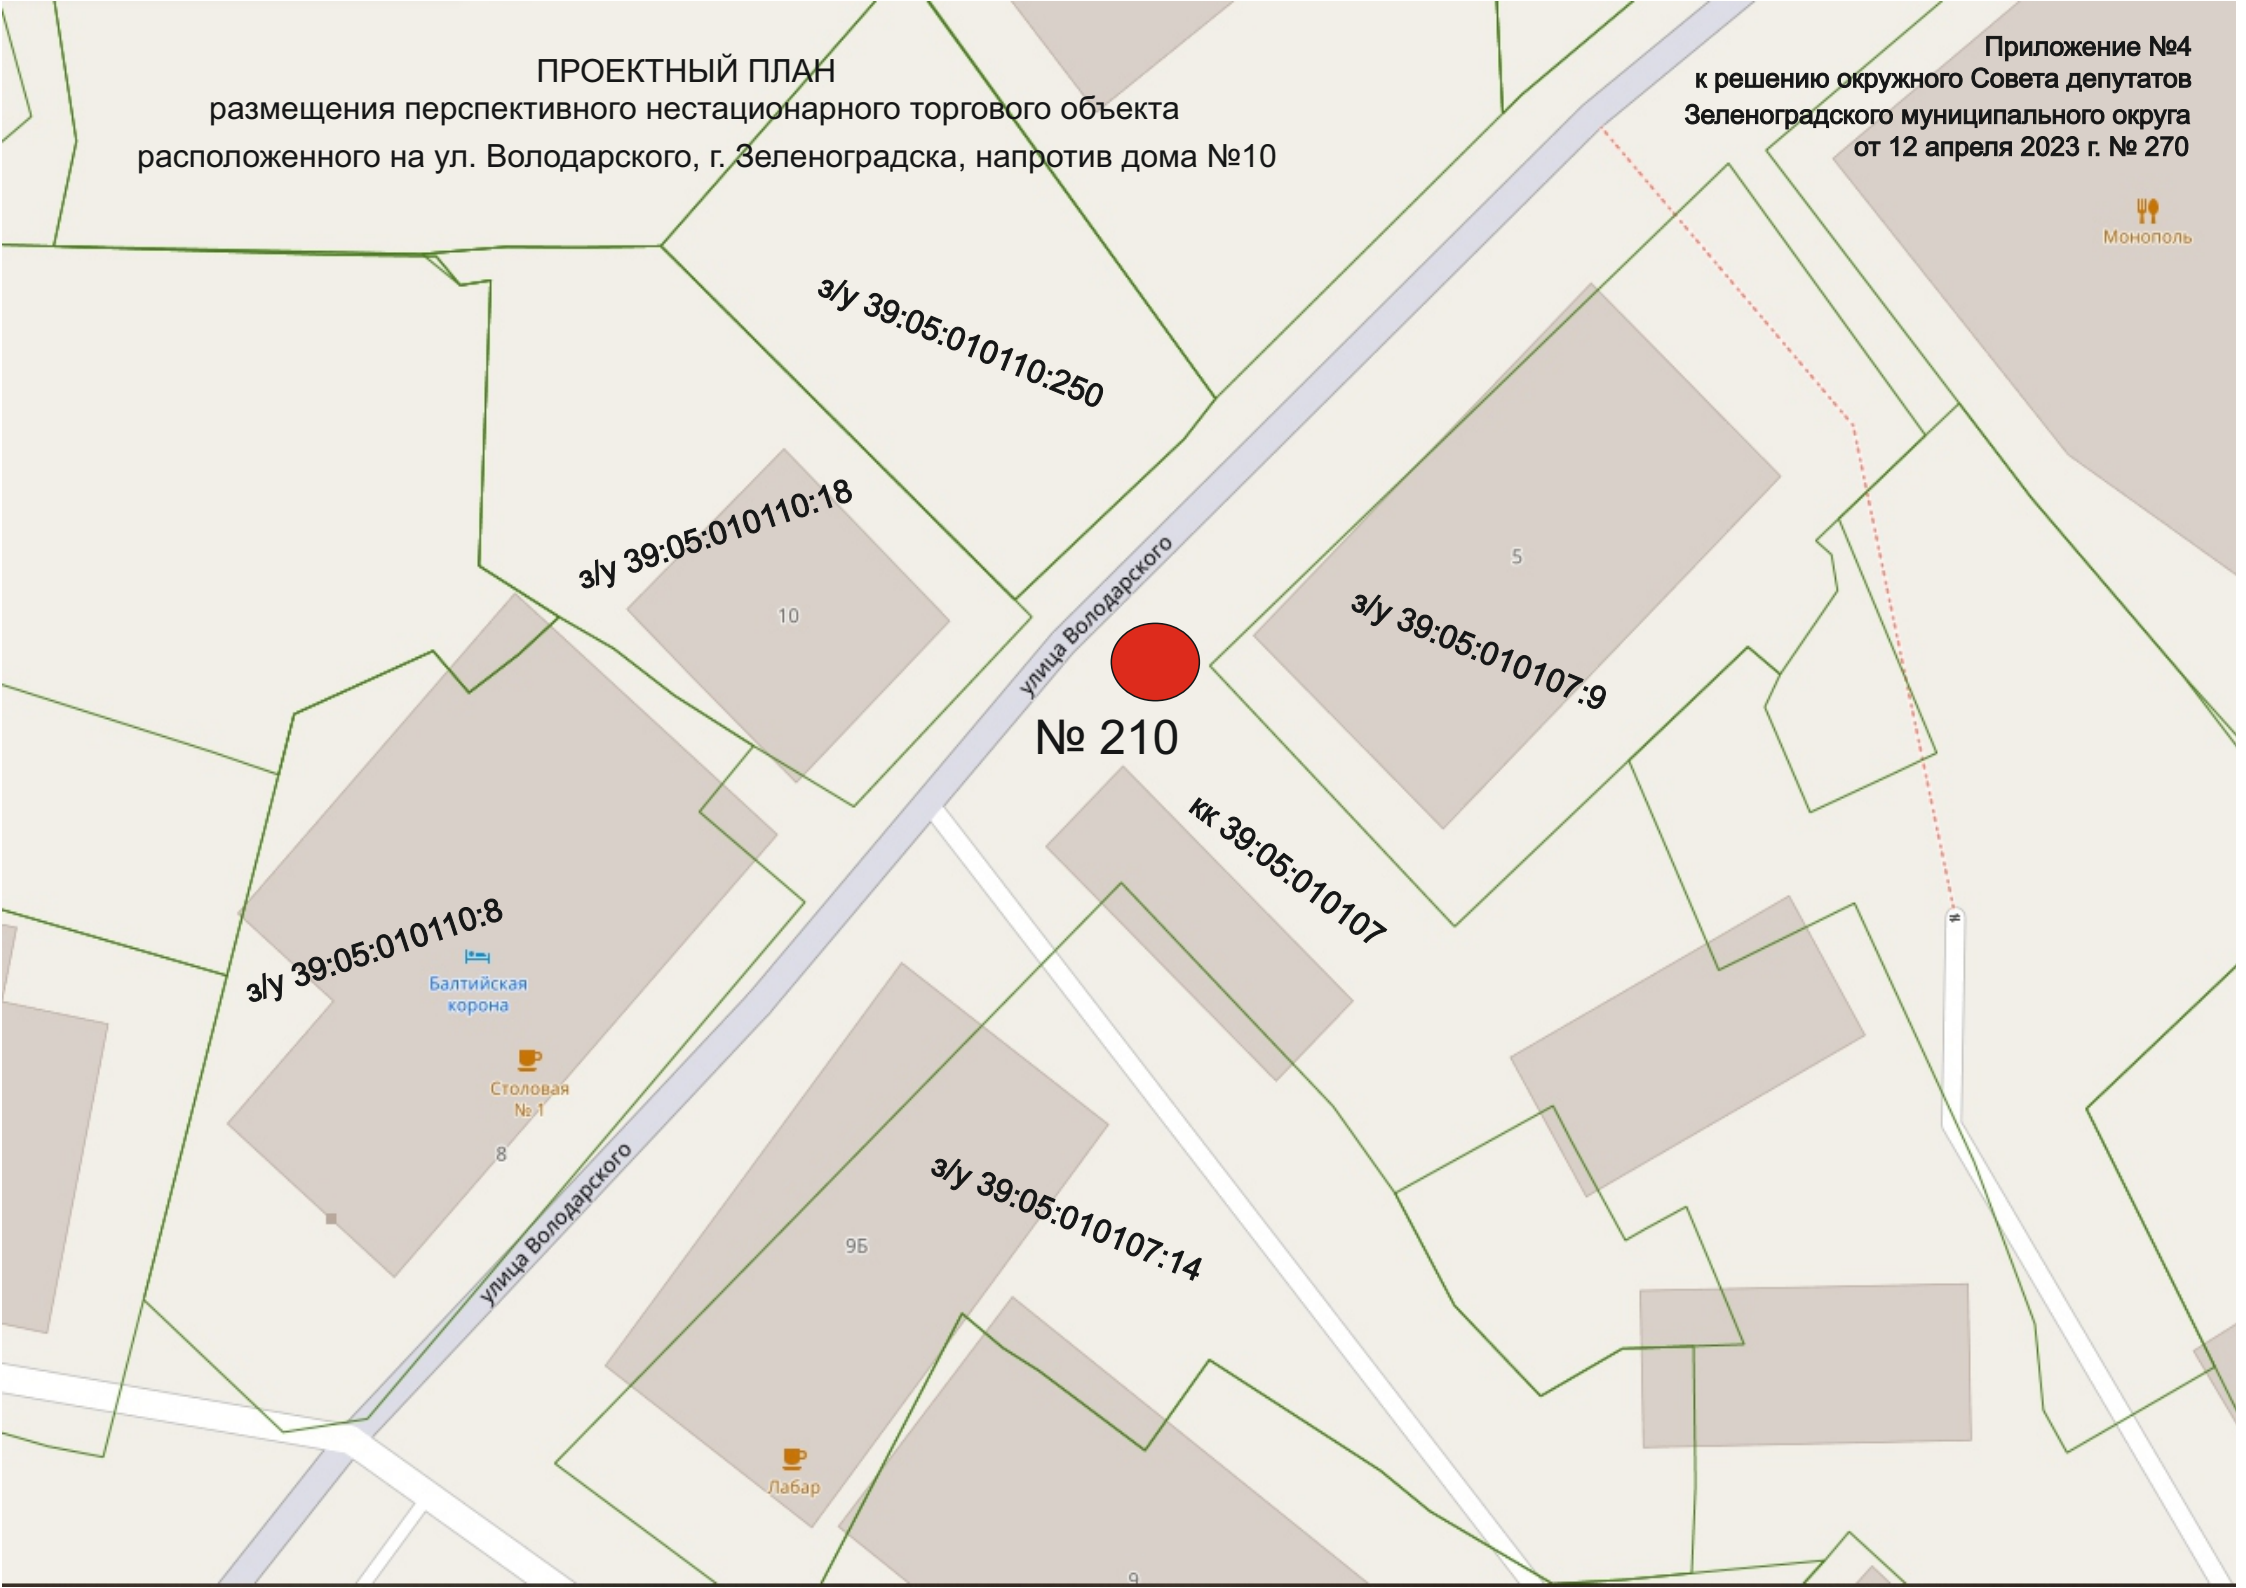 ПРОЕКТНЫЙ ПЛАН
размещения перспективного нестационарного торгового объекта
расположенного на ул. Володарского, г. Зеленоградска, напротив дома №10
Приложение №4
к решению окружного Совета депутатов
Зеленоградского муниципального округа
от 12 апреля 2023 г. № 270
Монополь
з/у 39:05:010110:250
з/у 39:05:010110:18
10
улица Володарского
5
з/у 39:05:010107:9
№ 210
кк 39:05:010107
з/у 39:05:010110:8
Балтийская
корона
Столовая
№ 1
8
улица Володарского
з/у 39:05:010107:14
9Б
Лабар
9